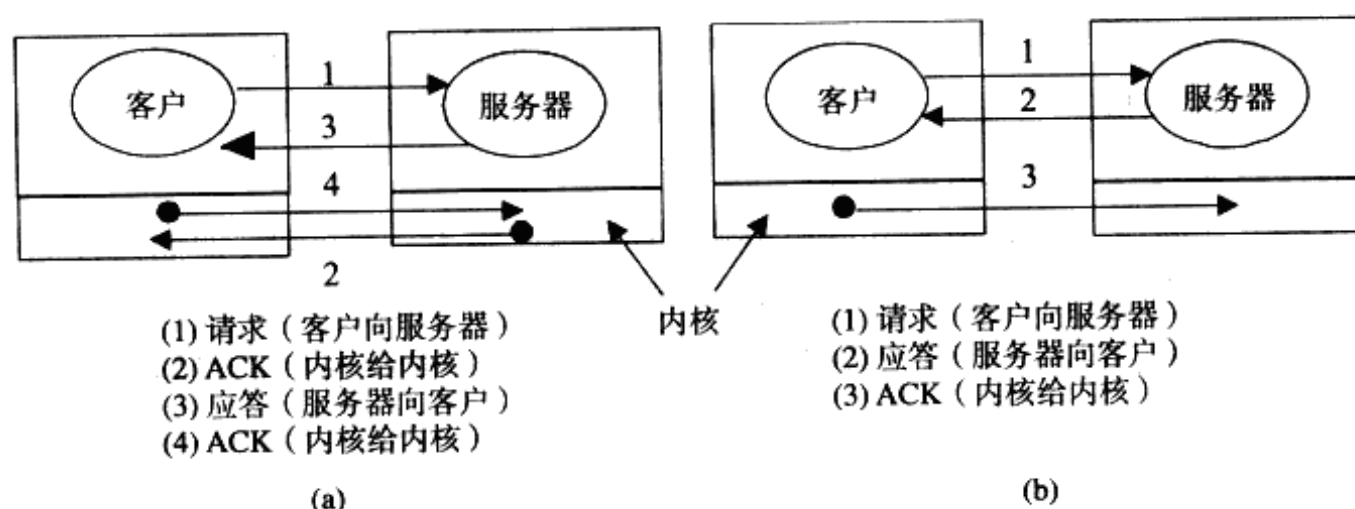 客户
1
3
4
2
服务器
客户
1
2
3
服务器
内核
(1) 请求（客户向服务器）
(2) ACK（内核给内核）
(3) 应答（服务器向客户）
(4) ACK（内核给内核）
(a)
(1) 请求（客户向服务器）
(2) 应答（服务器向客户）
(3) ACK（内核给内核）
(b)